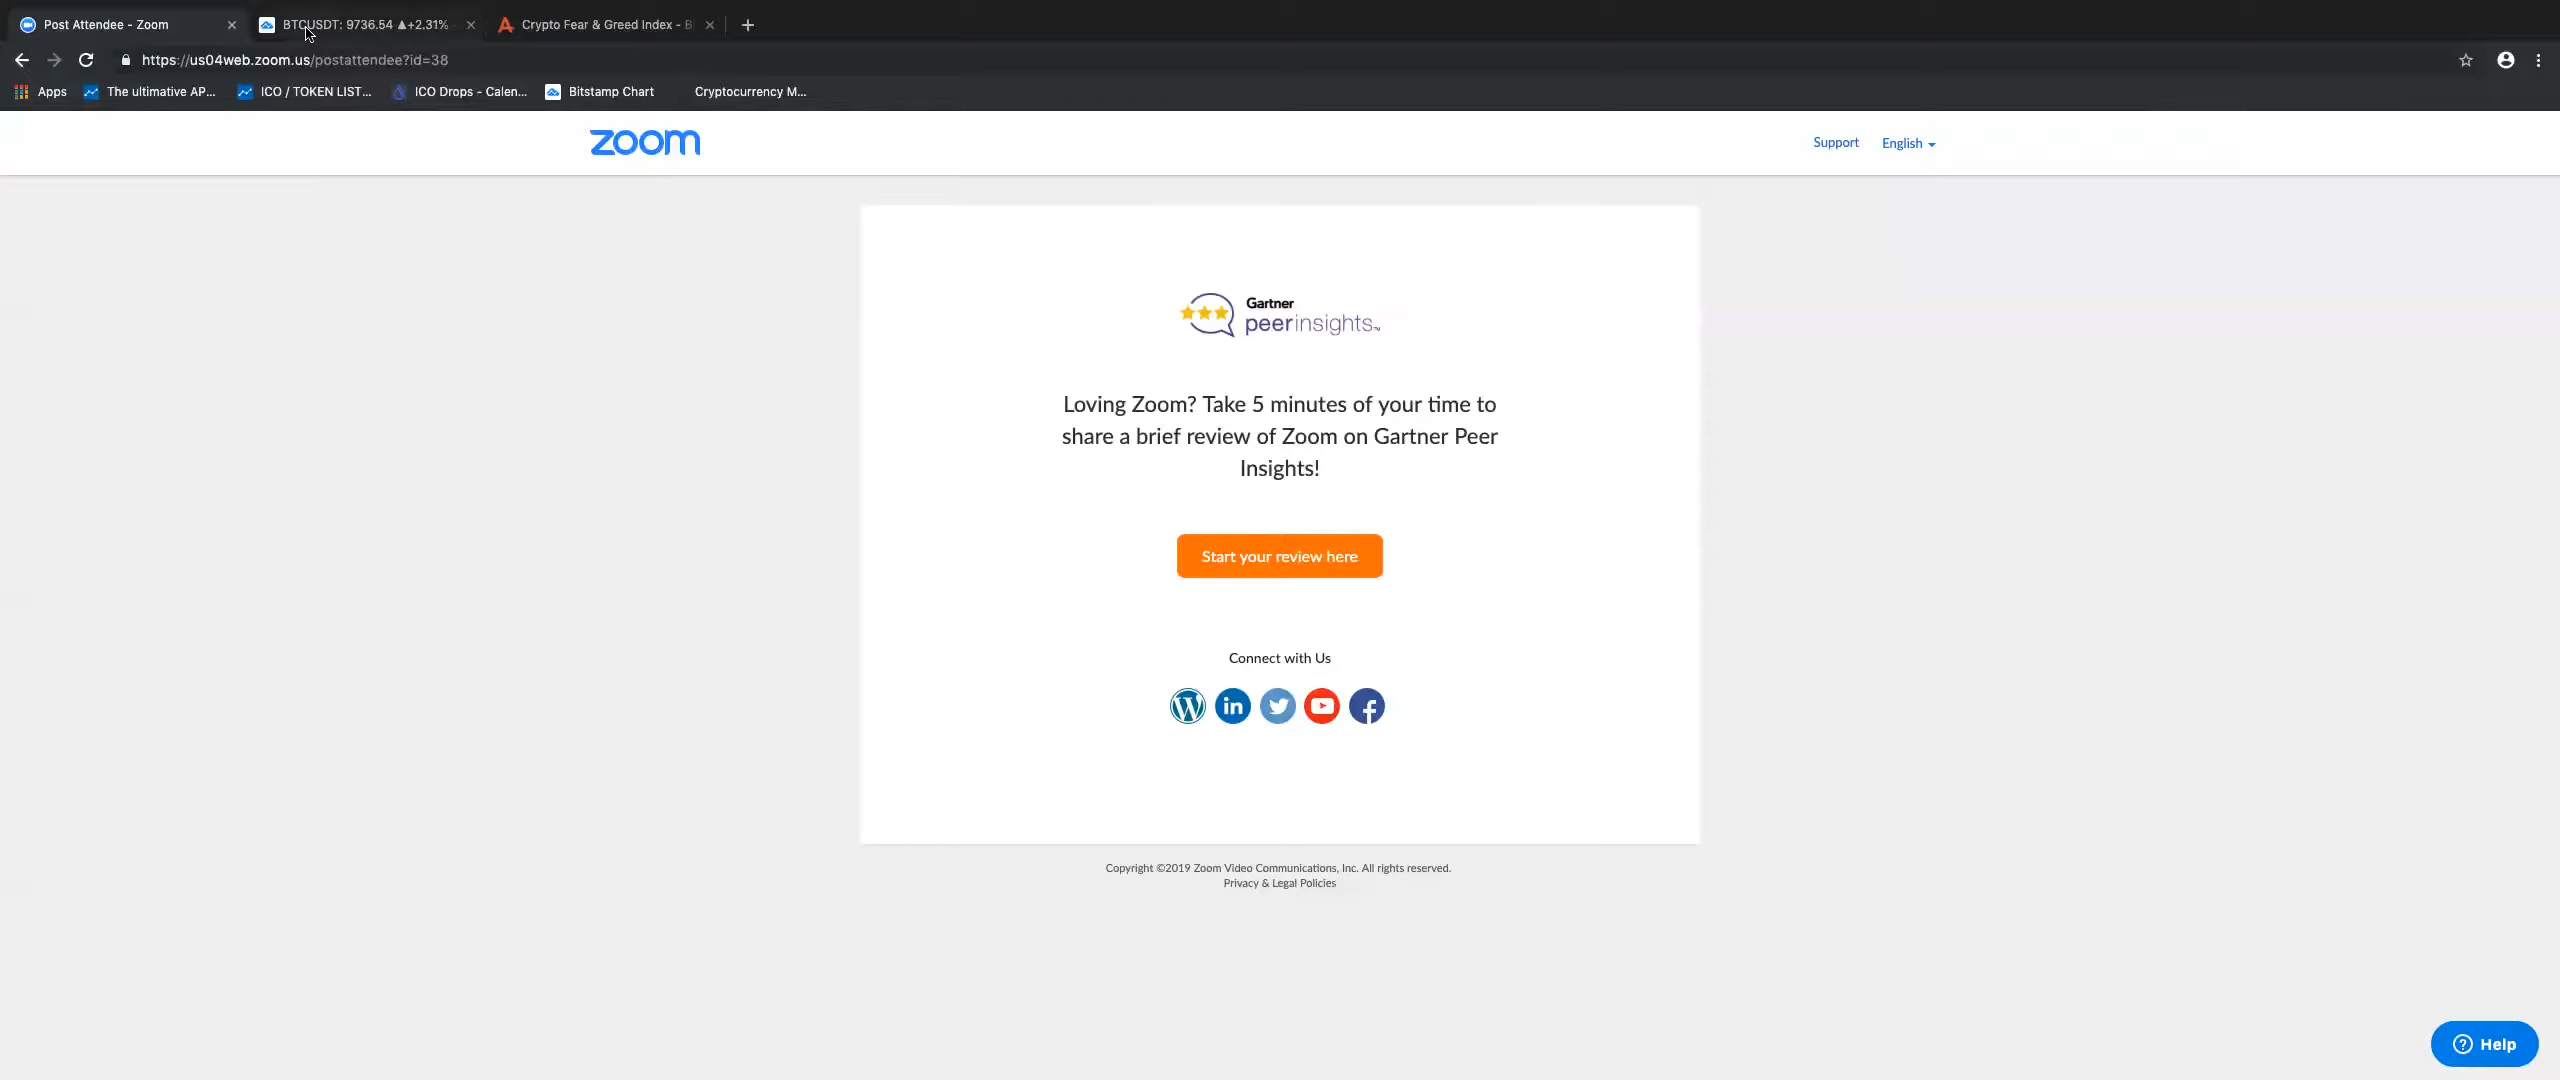 Post Attendee - Zoom
BTCUSDT: 9736.54 ▲+2.31%
Crypto Fear & Greed Index - B
https://us04web.zoom.us/postattendee?id=38
Apps
The ultimative AP...
ICO / TOKEN LIST...
ICO Drops - Calen...
Bitstamp Chart
Cryptocurrency M...
zoom
Support
English
Gartner
peerinsights™
Loving Zoom? Take 5 minutes of your time to
share a brief review of Zoom on Gartner Peer
Insights!
Start your review here
Connect with Us
in
Copyright ©2019 Zoom Video Communications, Inc. All rights reserved.
Privacy & Legal Policies
Help